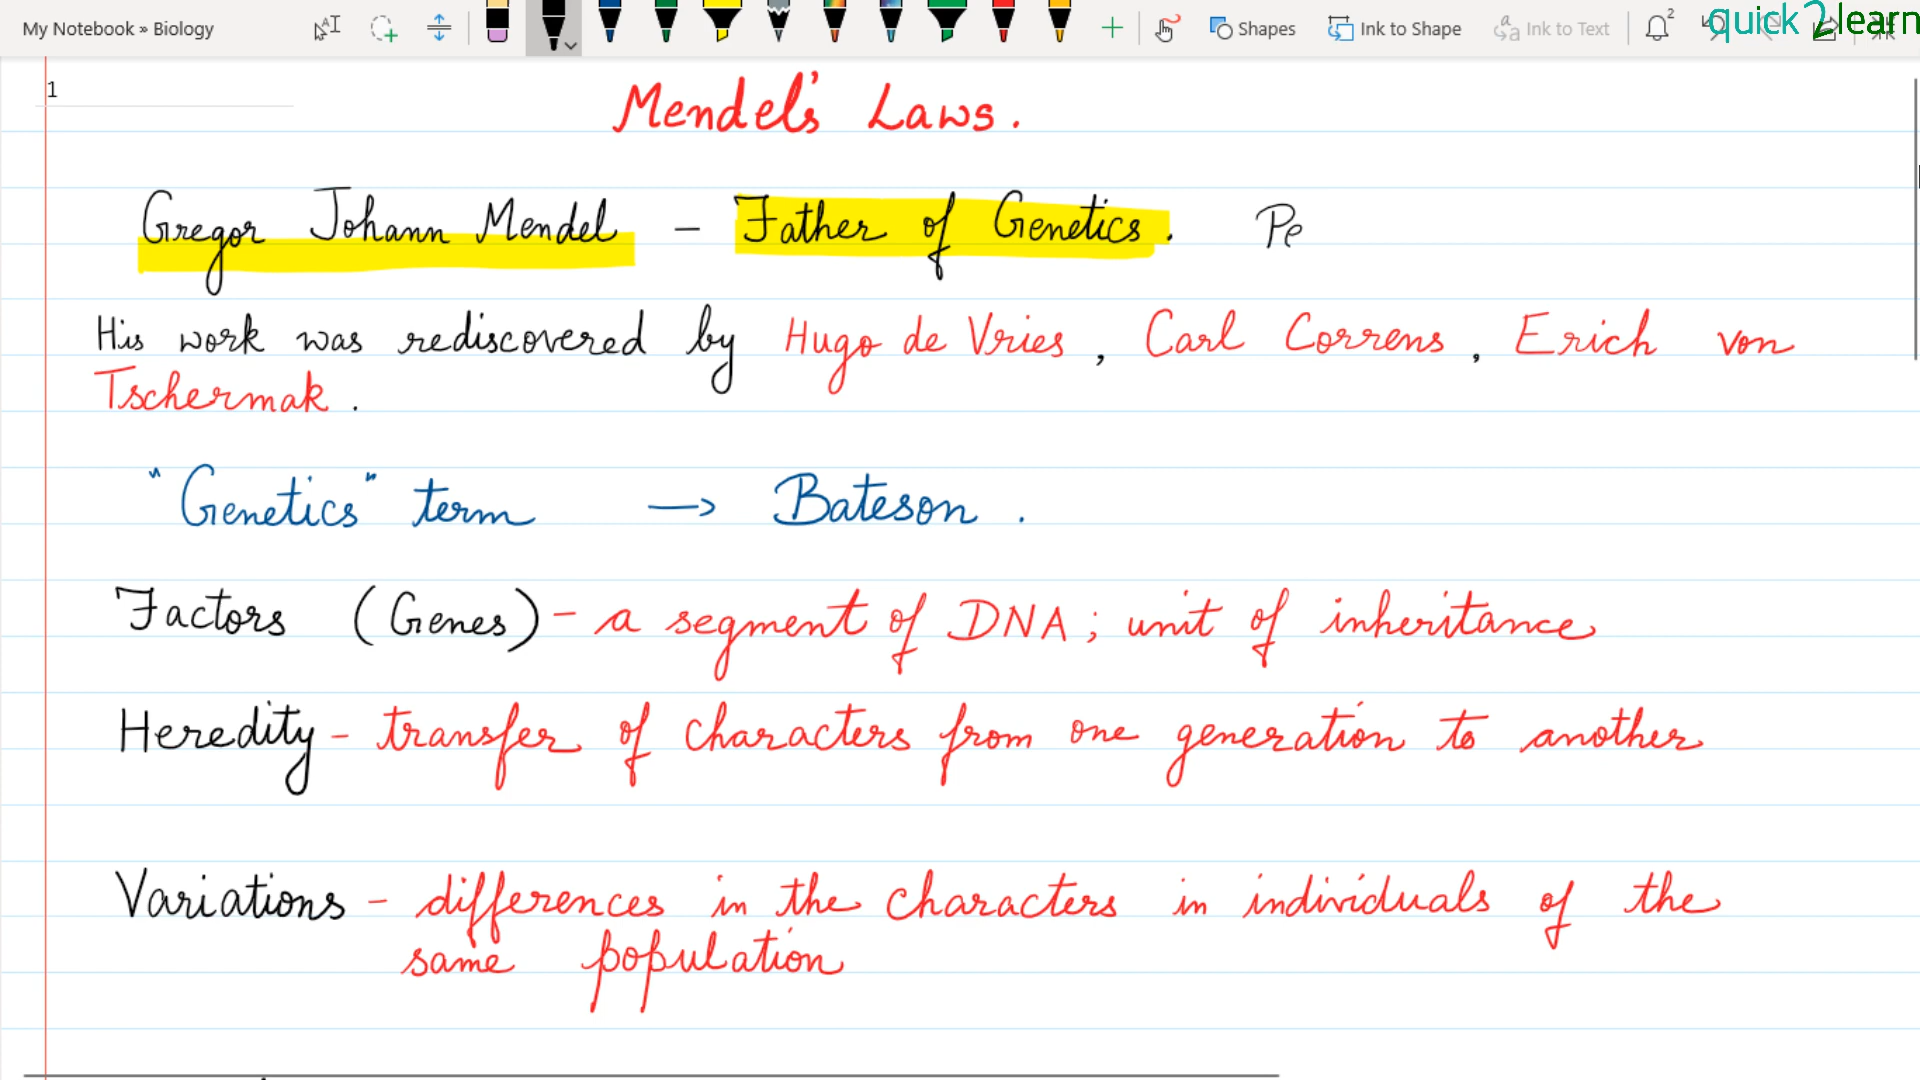 My Notebook » Biology
Shapes
Ink to Shape
Ink to Text
2
quick2learn
1
Mendel's Laws.
Gregor Johann Mendel – Father of Genetics. Pe
His work was rediscovered by Hugo de Vries, Carl Correns, Erich von
Tschermak.
"Genetics" term → Bateson.
Factors (Genes) – a segment of DNA; unit of inheritance
Heredity – transfer of characters from one generation to another
Variations – differences in the characters in individuals of the
same population